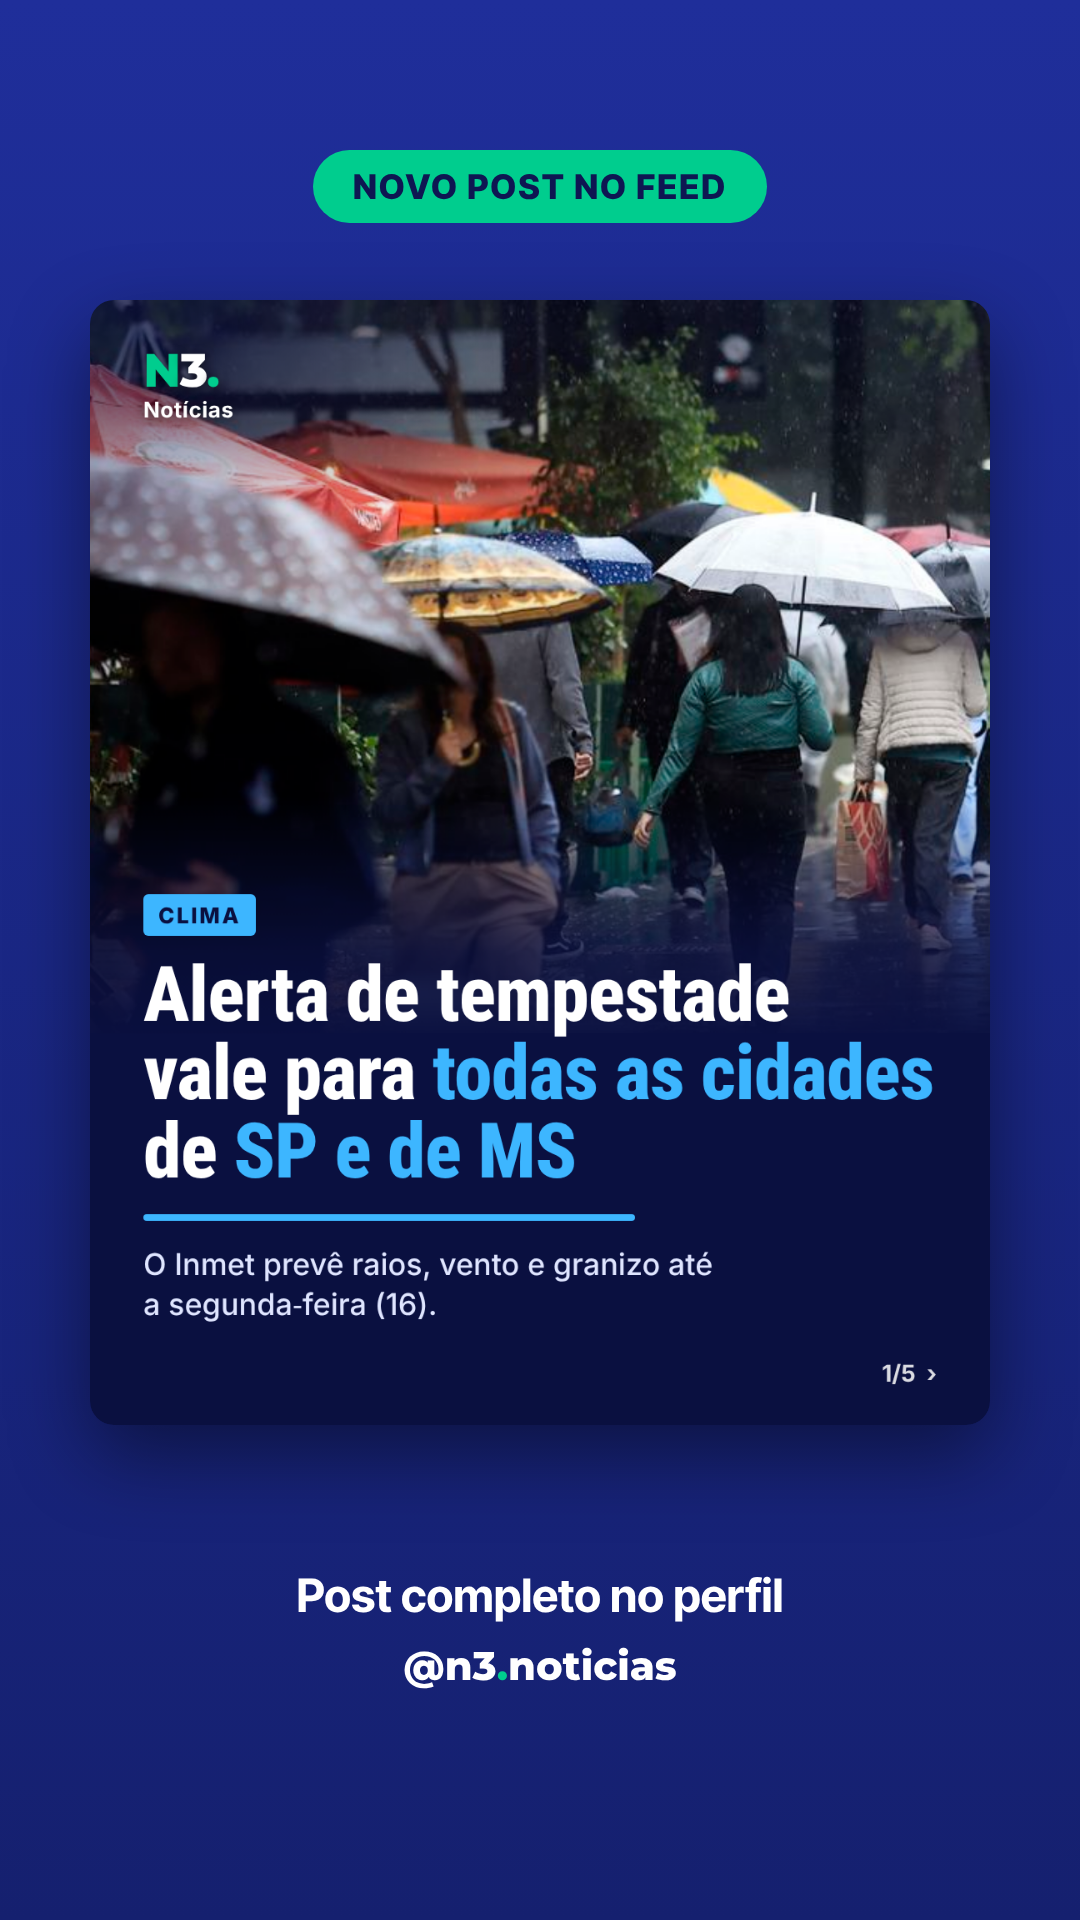 NOVO POST NO FEED
N3.
Notícias
CLIMA
Alerta de tempestade
vale para todas as cidades
de SP e de MS
O Inmet prevê raios, vento e granizo até
a segunda-feira (16).
1/5 ›
Post completo no perfil
@n3.noticias